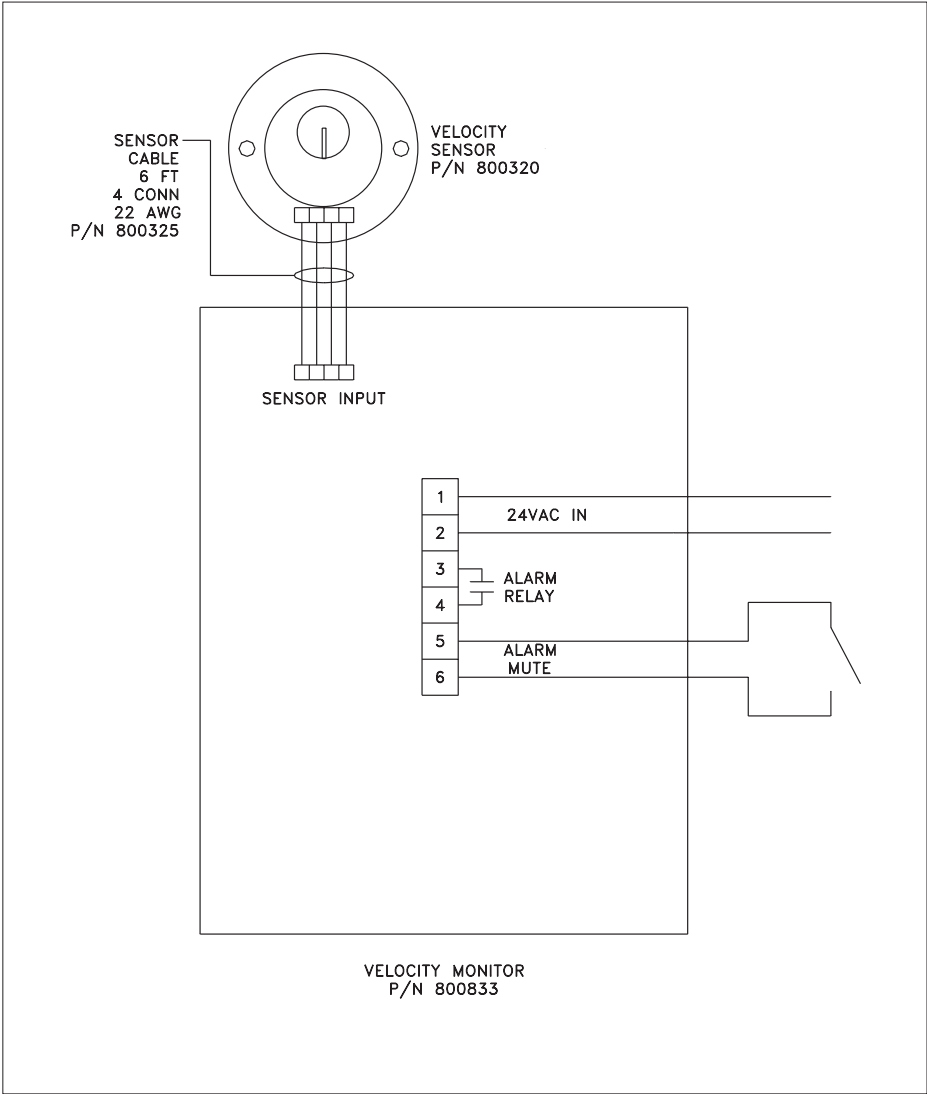 VELOCITY
SENSOR
P/N 800320
SENSOR
CABLE
6 FT
4 CONN
22 AWG
P/N 800325
SENSOR INPUT
1
24VAC IN
2
3
ALARM
RELAY
4
5
ALARM
MUTE
6
VELOCITY MONITOR
P/N 800833